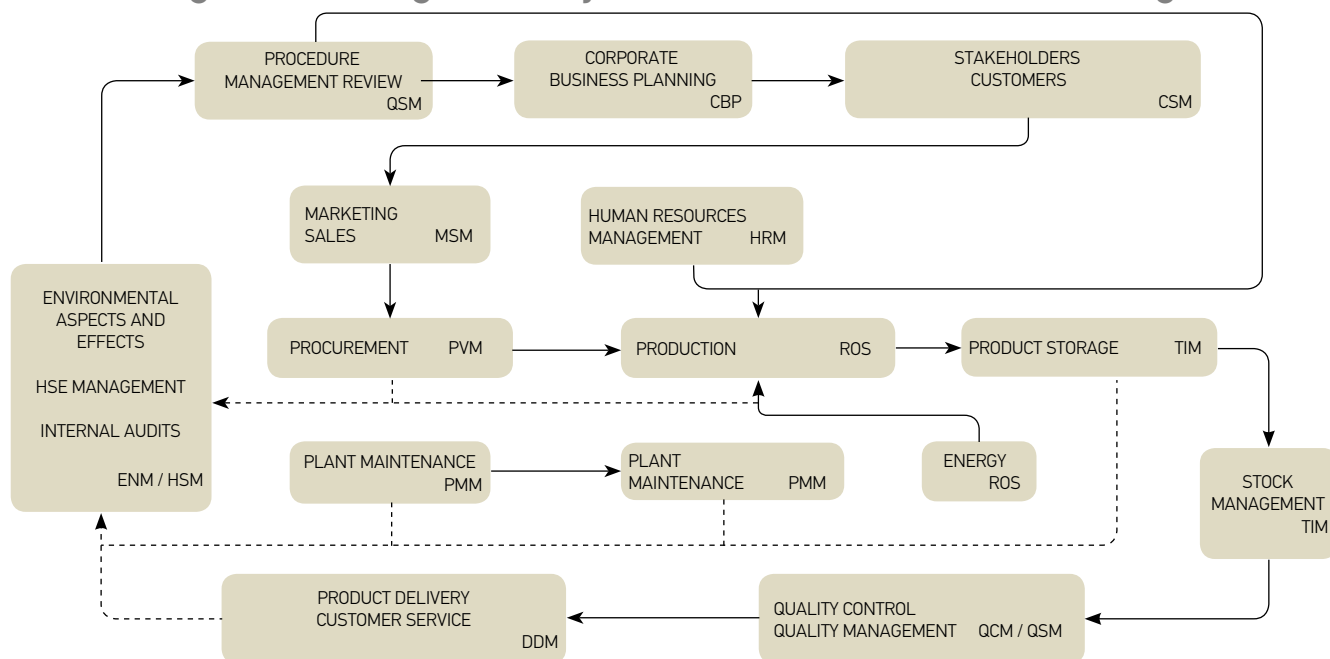 PROCEDURE
MANAGEMENT REVIEW
QSM
CORPORATE
BUSINESS PLANNING
CBP
STAKEHOLDERS
CUSTOMERS
CSM
MARKETING
SALES MSM
HUMAN RESOURCES
MANAGEMENT HRM
ENVIRONMENTAL
ASPECTS AND
EFFECTS
HSE MANAGEMENT
INTERNAL AUDITS
ENM / HSM
PROCUREMENT PVM
PRODUCTION ROS
PRODUCT STORAGE TIM
PLANT MAINTENANCE
PMM
PLANT
MAINTENANCE PMM
ENERGY
ROS
STOCK
MANAGEMENT
TIM
PRODUCT DELIVERY
CUSTOMER SERVICE
DDM
QUALITY CONTROL
QUALITY MANAGEMENT QCM / QSM